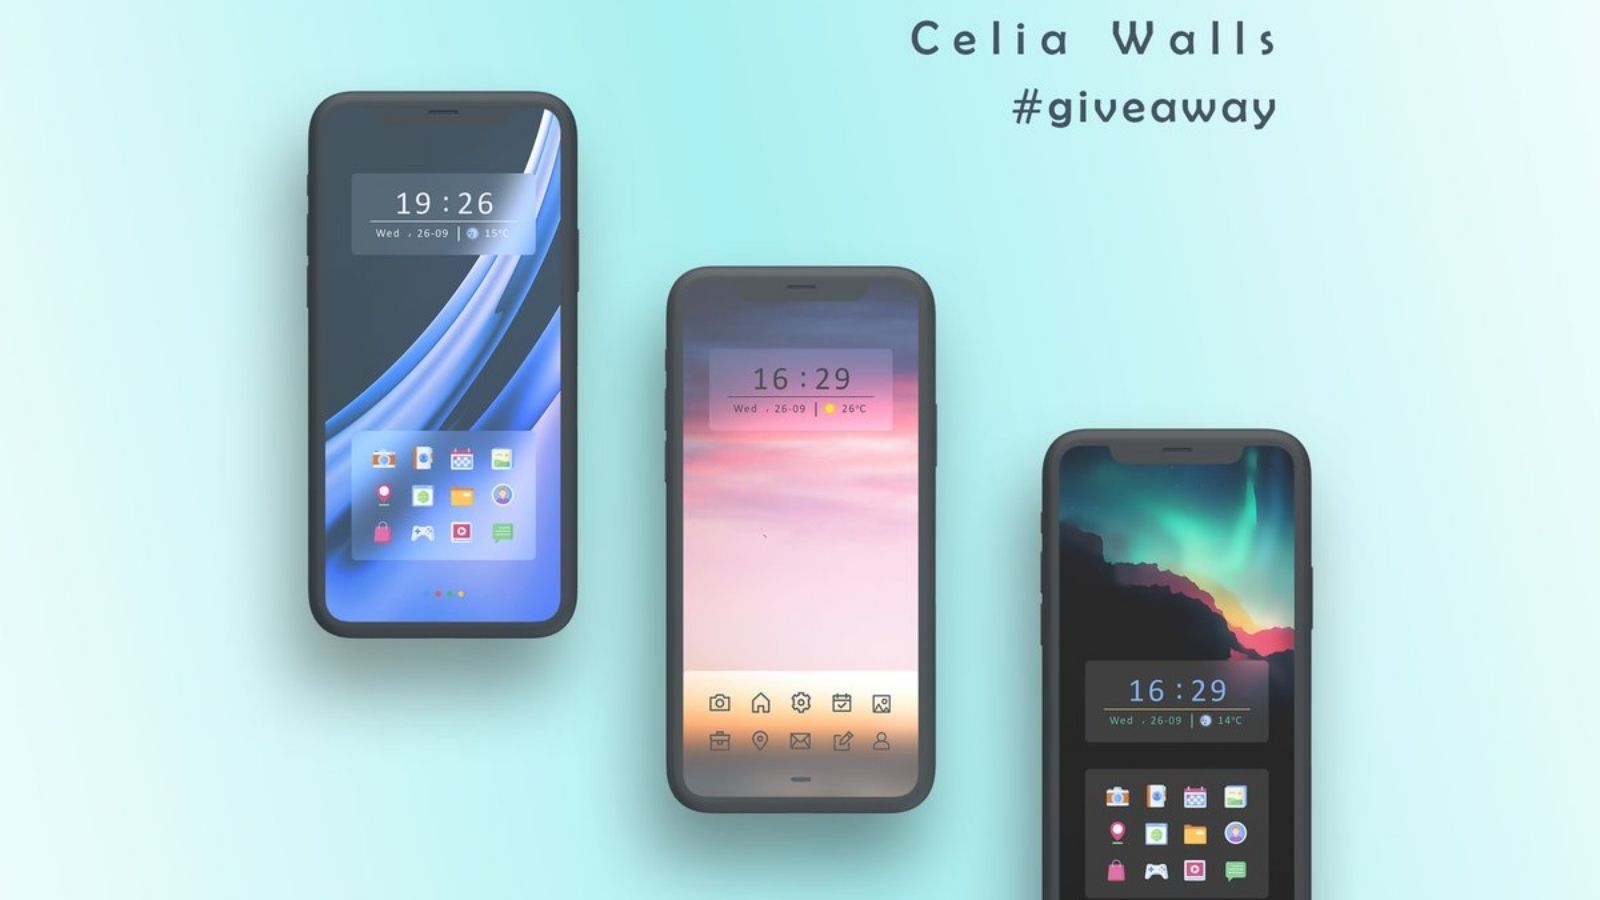 Celia Walls
#giveaway
19 : 26
Wed , 26-09 | 15°C
16 : 29
Wed , 26-09 | 26°C
16 : 29
Wed , 26-09 | 14°C